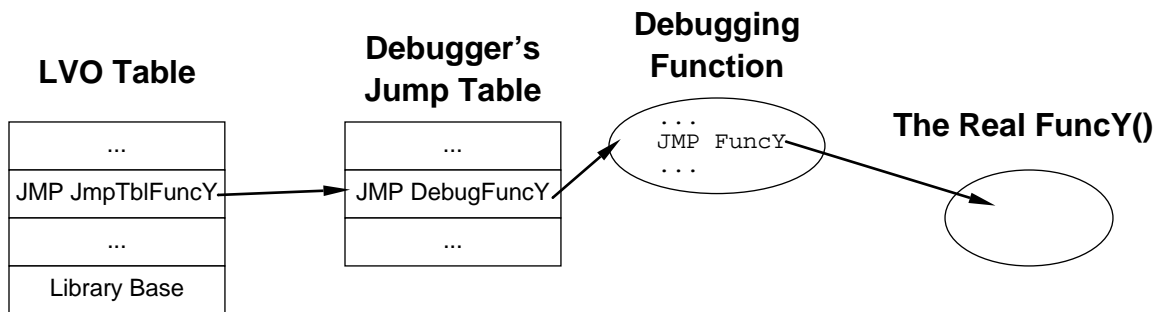 LVO Table
...
JMP JmpTblFuncY
...
Library Base
Debugger’s
Jump Table
...
JMP DebugFuncY
...
Debugging
Function
...
JMP FuncY
...
The Real FuncY()